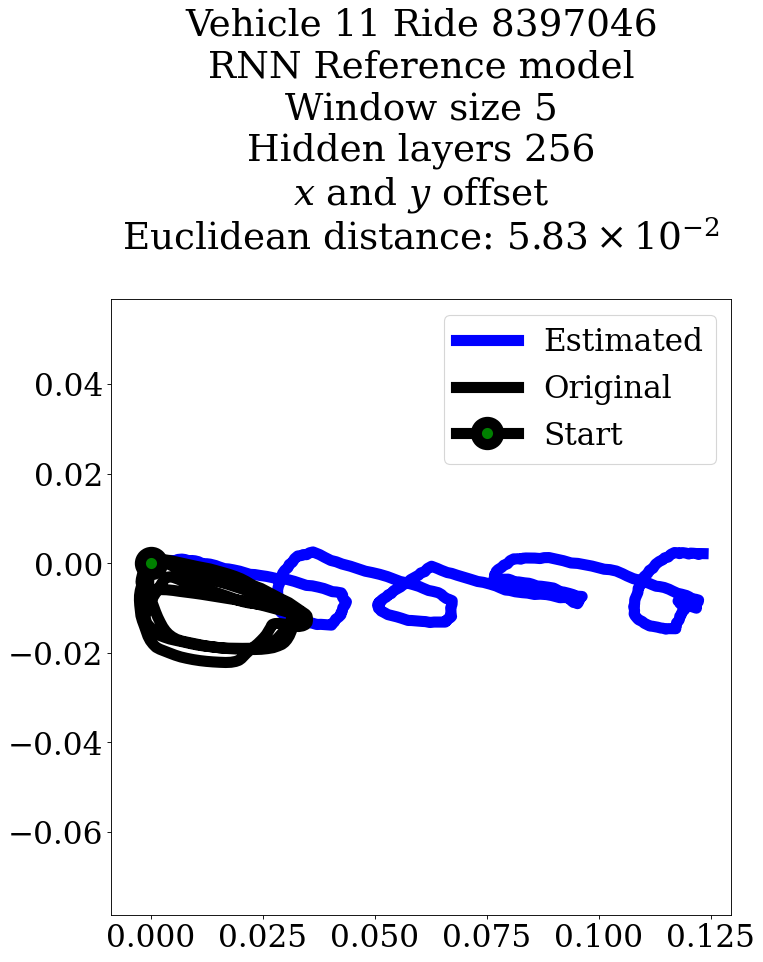 Vehicle 11 Ride 8397046
RNN Reference model
Window size 5
Hidden layers 256
x and y offset
Euclidean distance: 5.83 × 10⁻²
Estimated
Original
Start
0.04
0.02
0.00
−0.02
−0.04
−0.06
0.000 0.025 0.050 0.075 0.100 0.125